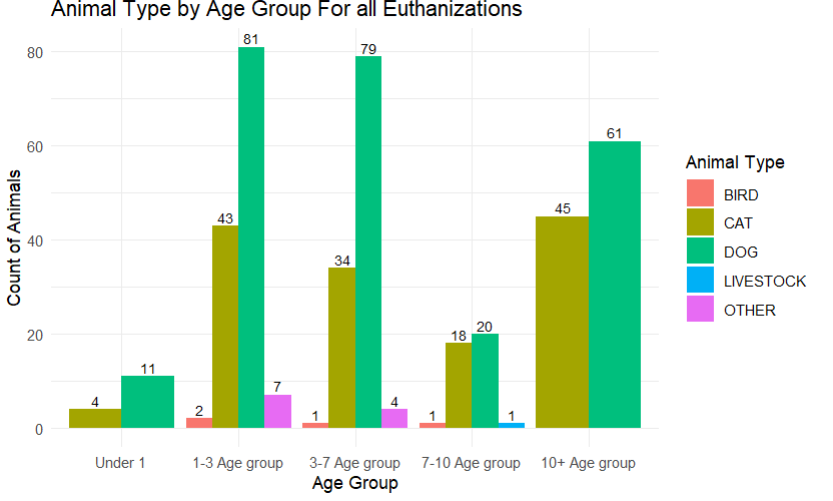 Animal Type by Age Group For all Euthanizations
Count of Animals
80
60
40
20
0
4
11
2
43
81
7
1
34
79
4
1
18
20
1
45
61
Under 1
1-3 Age group
3-7 Age group
7-10 Age group
10+ Age group
Age Group
Animal Type
BIRD
CAT
DOG
LIVESTOCK
OTHER